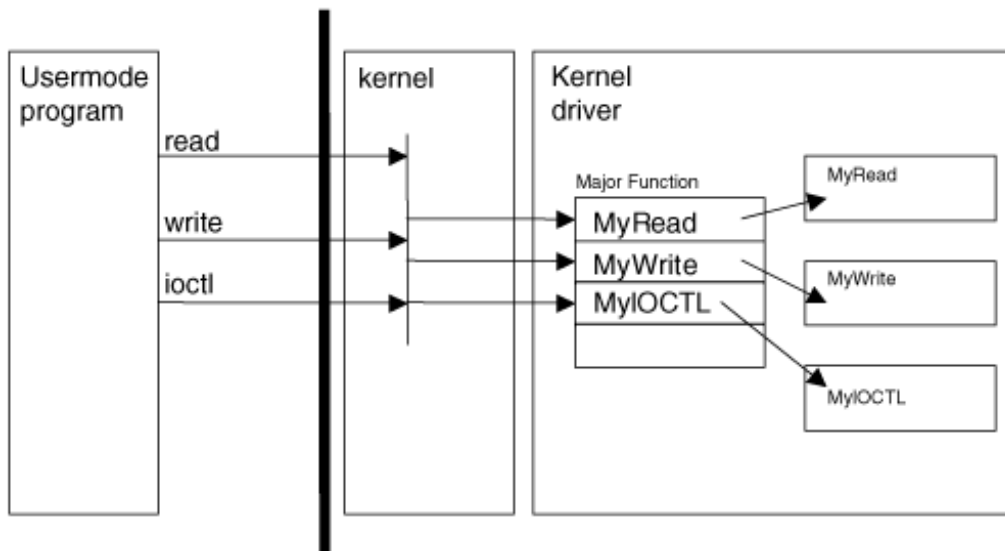 Usermode
program
kernel
Kernel
driver
read
write
ioctl
Major Function
MyRead
MyWrite
MyIOCTL
MyRead
MyWrite
MyIOCTL